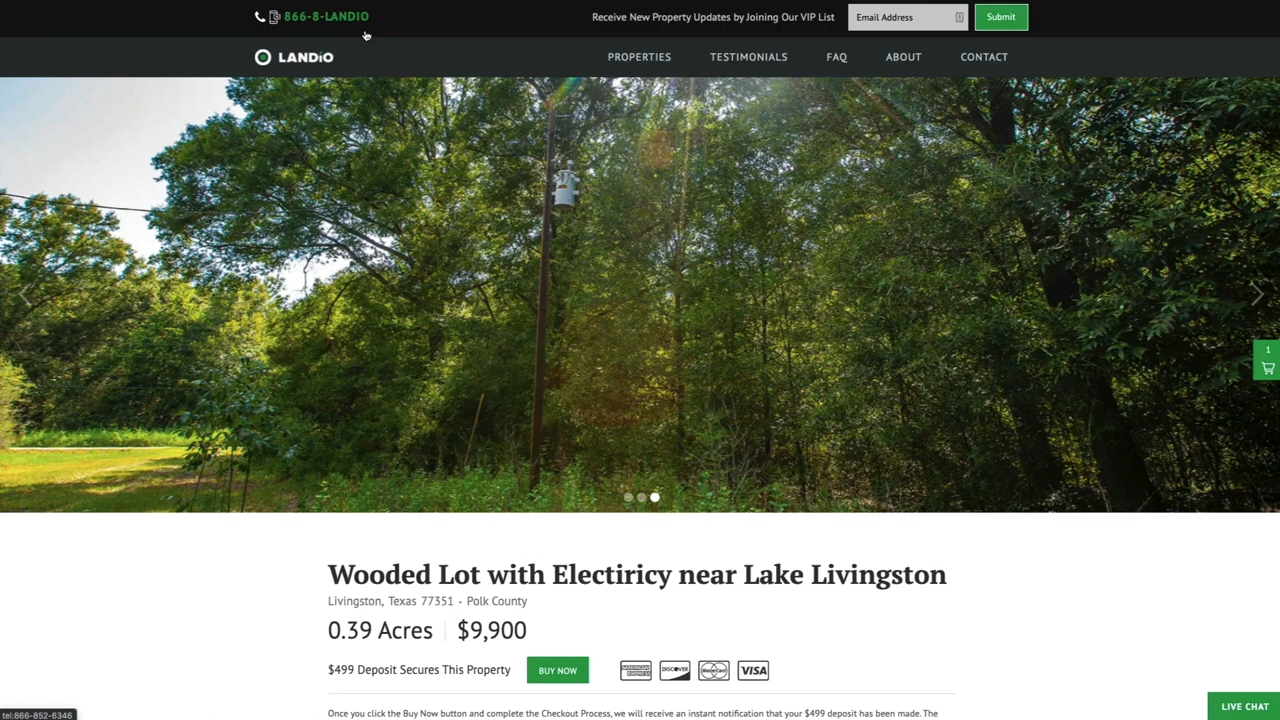 866-8-LANDIO
Receive New Property Updates by Joining Our VIP List
Email Address
Submit
LANDiO
PROPERTIES
TESTIMONIALS
FAQ
ABOUT
CONTACT
1
Wooded Lot with Electiricy near Lake Livingston
Livingston, Texas 77351 - Polk County
0.39 Acres | $9,900
$499 Deposit Secures This Property
BUY NOW
AMERICAN EXPRESS
DISCOVER
MasterCard
VISA
Once you click the Buy Now button and complete the Checkout Process, we will receive an instant notification that your $499 deposit has been made. The
tel:866-852-6346
LIVE CHAT